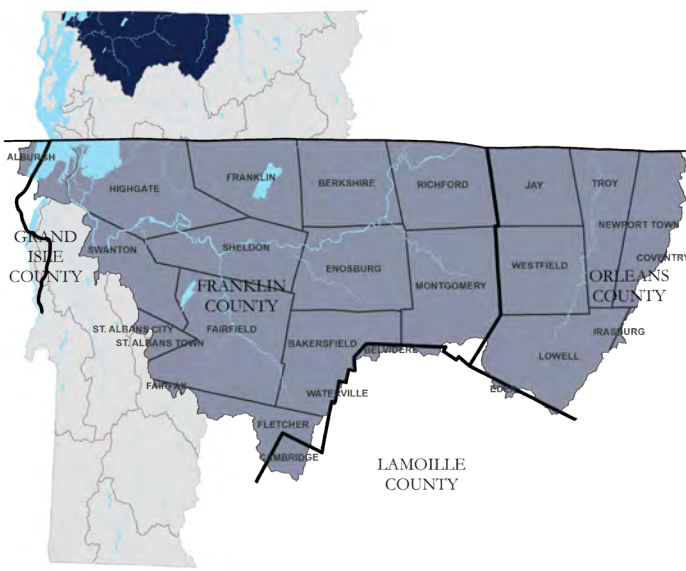 ALBURGH
HIGHGATE
FRANKLIN
BERKSHIRE
RICHFORD
JAY
TROY
NEWPORT TOWN
GRAND
ISLE
COUNTY
SWANTON
SHELDON
ENOSBURG
MONTGOMERY
WESTFIELD
COVENTRY
ORLEANS
COUNTY
FRANKLIN
COUNTY
ST. ALBANS CITY
ST. ALBANS TOWN
FAIRFIELD
BAKERSFIELD
BELVIDERE
LOWELL
IRASBURG
FAIRFAX
WATERVILLE
EDEN
FLETCHER
CAMBRIDGE
LAMOILLE
COUNTY